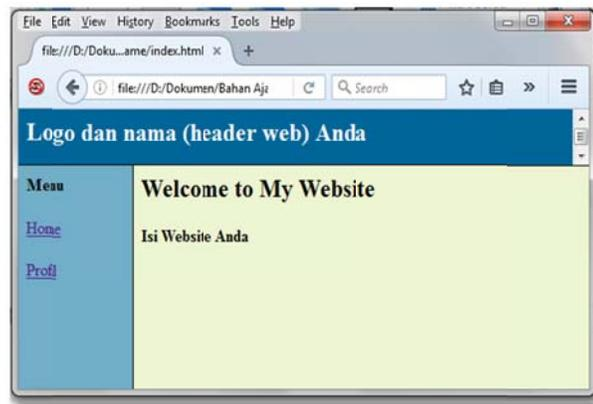 File Edit View History Bookmarks Tools Help
file:///D:/Doku...ame/index.html × +
file:///D:/Dokumen/Bahan Aja Search
Logo dan nama (header web) Anda
Menu
Welcome to My Website
Home
Isi Website Anda
Profil